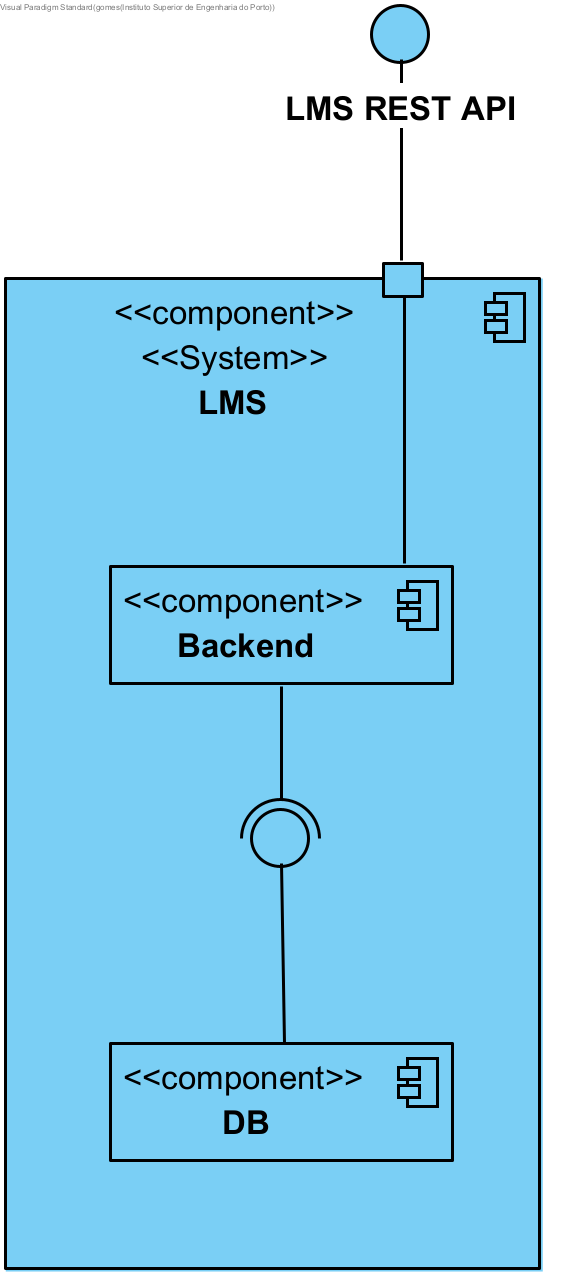 Visual Paradigm Standard(gomes(Instituto Superior de Engenharia do Porto))
LMS REST API
<<component>>
<<System>>
LMS
<<component>>
Backend
<<component>>
DB